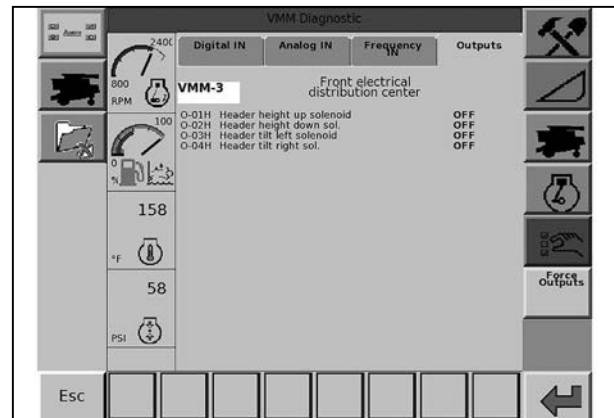 VMM Diagnostic
2400
800
RPM
100
0
%
158
°F
58
PSI
Digital IN
Analog IN
Frequency IN
Outputs
VMM-3
Front electrical
distribution center
O-01H Header height up solenoid OFF
O-02H Header height down sol. OFF
O-03H Header tilt left solenoid OFF
O-04H Header tilt right sol. OFF
Force
Outputs
Esc